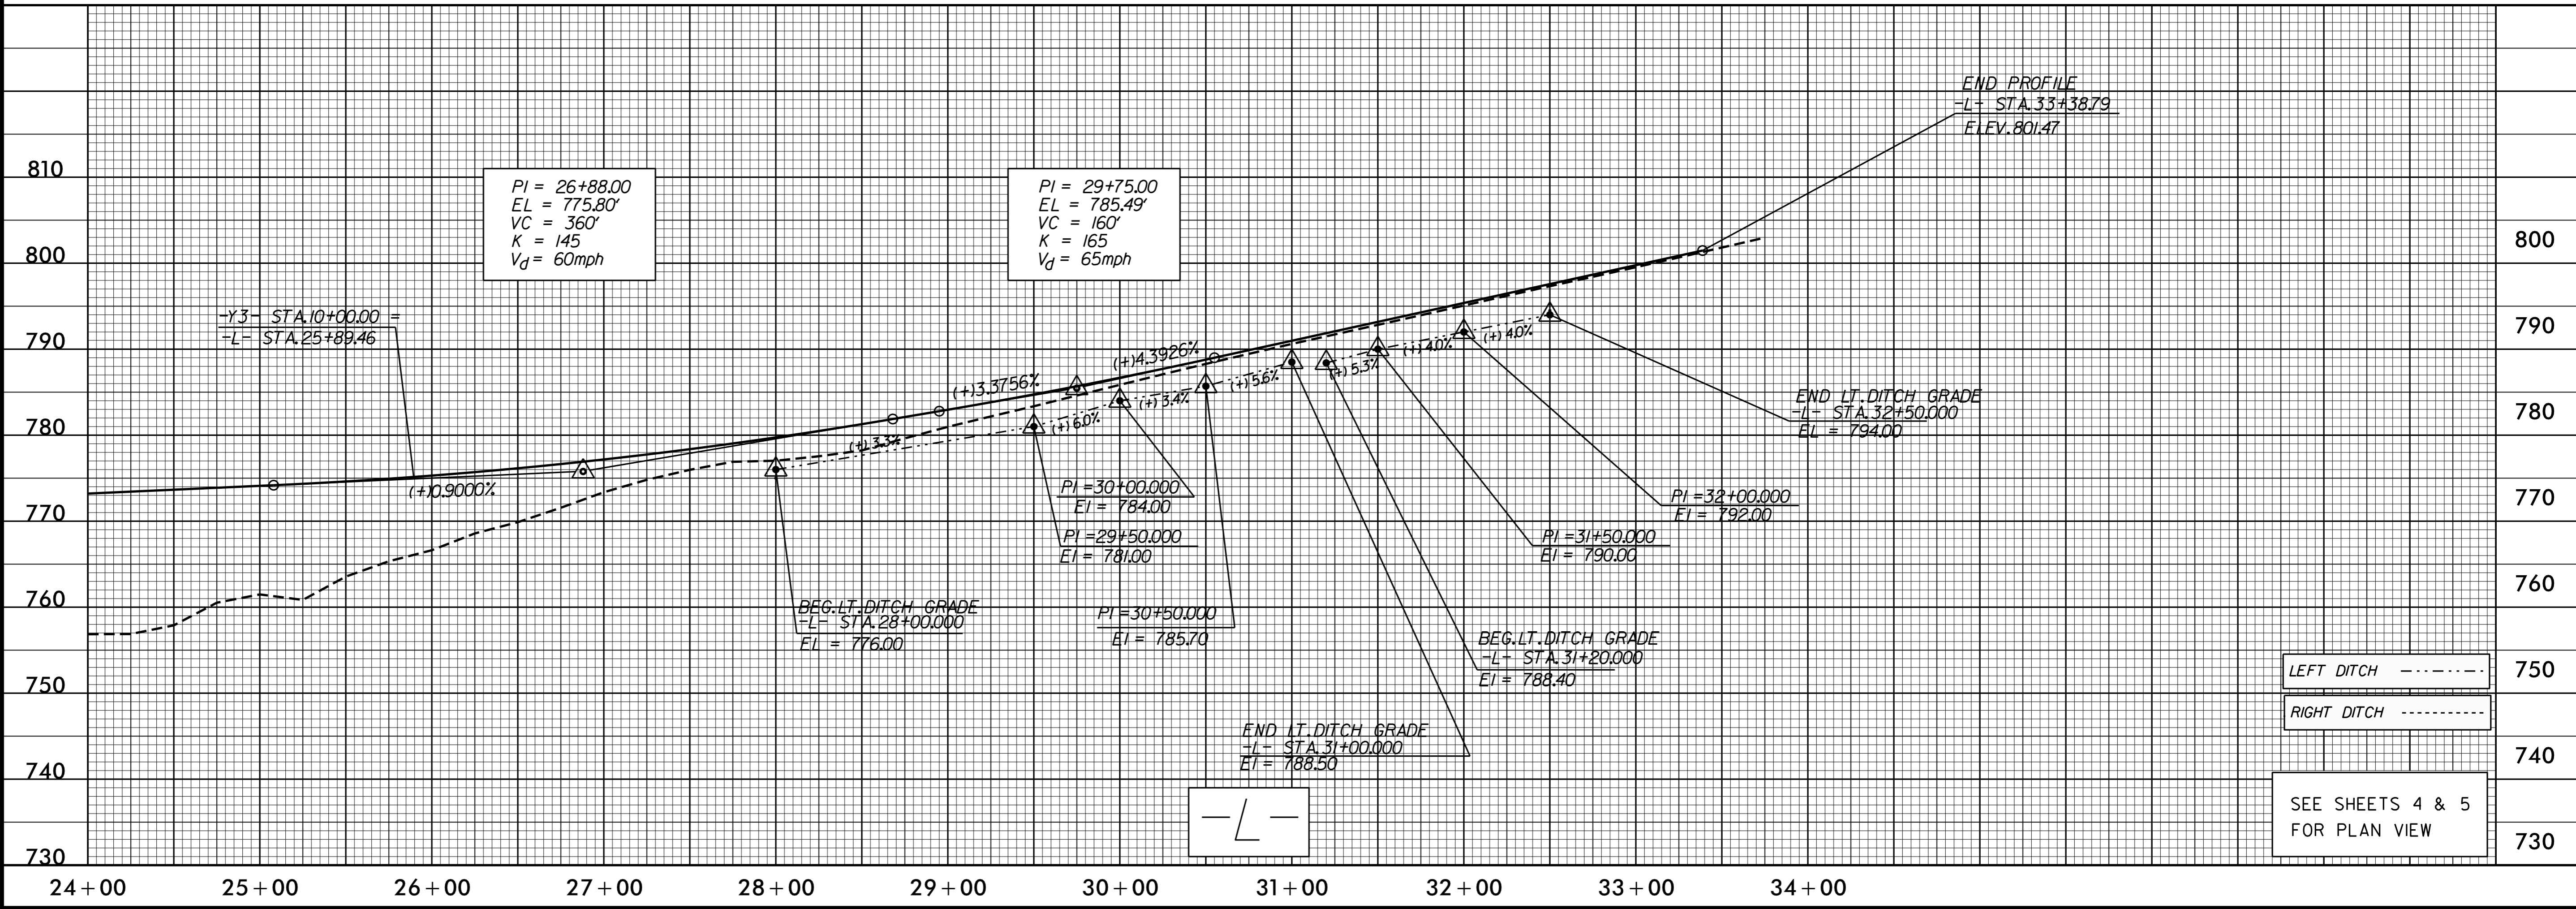 END PROFILE
-L- STA.33+38.79
ELEV.801.47
810
PI = 26+88.00
EL = 775.80'
VC = 360'
K = 145
Vd = 60mph
PI = 29+75.00
EL = 785.49'
VC = 160'
K = 165
Vd = 65mph
800
800
-Y3- STA.10+00.00 =
-L- STA.25+89.46
790
790
(+)4.3926%
(+)3.3756%
(+)0.9000%
(+)3.3%
(+)6.0%
(+)3.4%
(+)5.6%
(+)5.3%
(+)4.0%
(+)4.0%
END LT.DITCH GRADE
-L- STA.32+50.000
EL = 794.00
780
780
PI =30+00.000
El = 784.00
PI =32+00.000
El = 792.00
770
770
PI =29+50.000
El = 781.00
PI =31+50.000
El = 790.00
760
760
BEG.LT.DITCH GRADE
-L- STA.28+00.000
EL = 776.00
PI =30+50.000
El = 785.70
BEG.LT.DITCH GRADE
-L- STA.31+20.000
El = 788.40
750
750
LEFT DITCH
RIGHT DITCH
END LT.DITCH GRADE
-L- STA.31+00.000
El = 788.50
740
740
-L-
SEE SHEETS 4 & 5
FOR PLAN VIEW
730
730
24+00 25+00 26+00 27+00 28+00 29+00 30+00 31+00 32+00 33+00 34+00